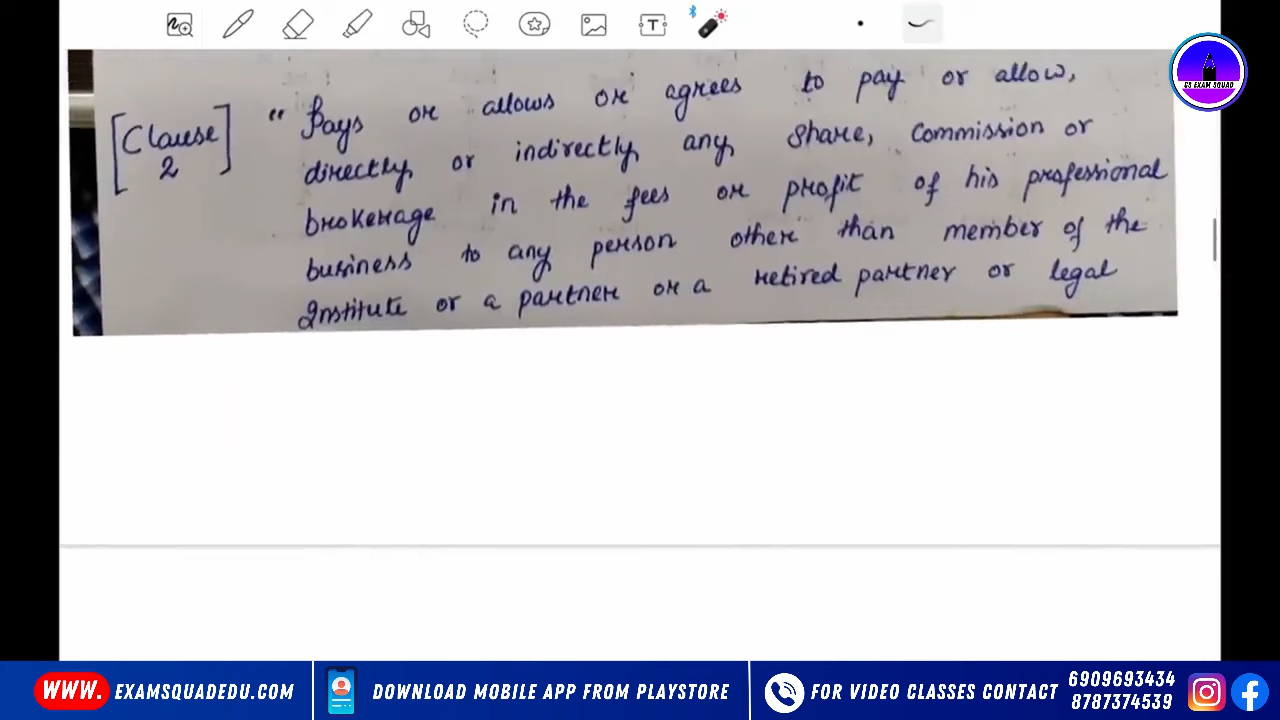 CS EXAM SQUAD
[Clause 2] " Pays or allows or agrees to pay or allow,
directly or indirectly any share, Commission or
brokerage in the fees or profit of his professional
business to any person other than member of the
Institute or a partner or a retired partner or legal
WWW. EXAMSQUADEDU.COM
DOWNLOAD MOBILE APP FROM PLAYSTORE
FOR VIDEO CLASSES CONTACT
6909693434
8787374539